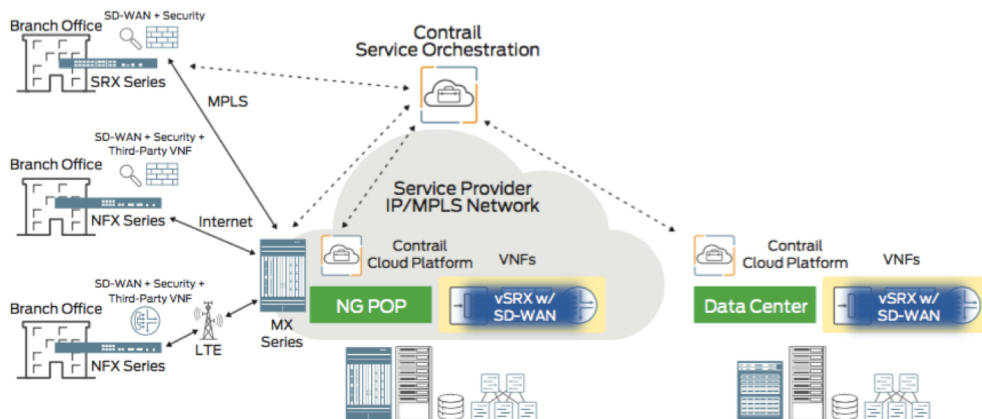 Branch Office
SD-WAN + Security
SRX Series
MPLS
Contrail
Service Orchestration
Branch Office
SD-WAN + Security +
Third-Party VNF
NFX Series
Internet
Service Provider
IP/MPLS Network
Contrail
Cloud Platform
VNFs
NG POP
vSRX w/
SD-WAN
Contrail
Cloud Platform
VNFs
Data Center
vSRX w/
SD-WAN
Branch Office
SD-WAN + Security +
Third-Party VNF
NFX Series
LTE
MX
Series